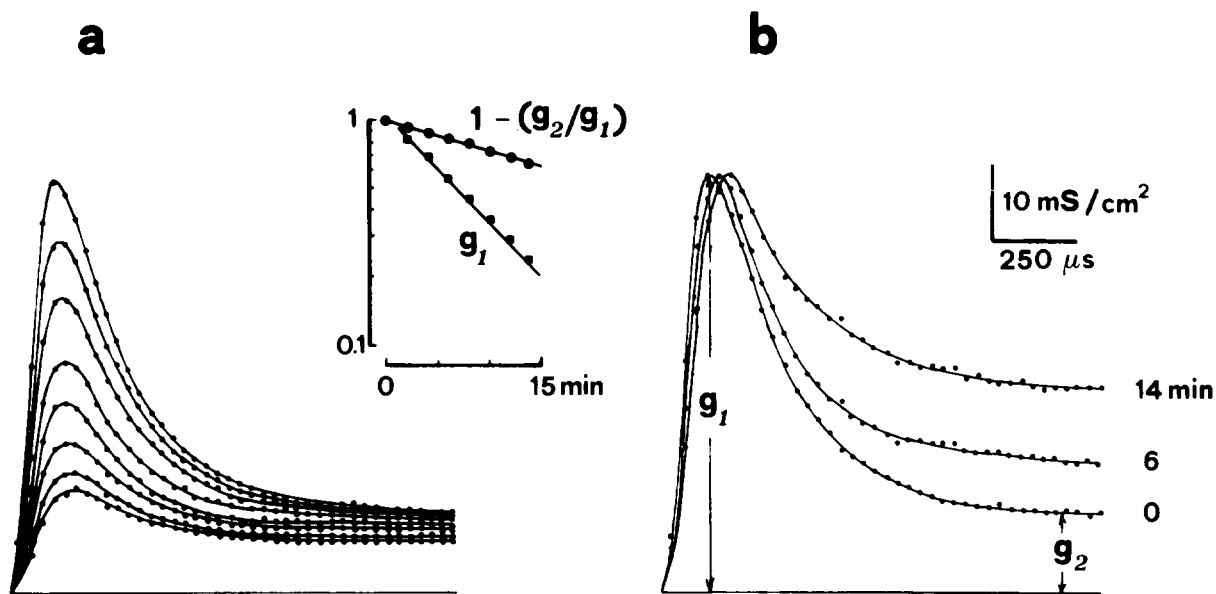 a
b
1
1 – (g2/g1)
g1
0.1
0
15 min
10 mS/cm²
250 μs
g1
14 min
6
0
g2